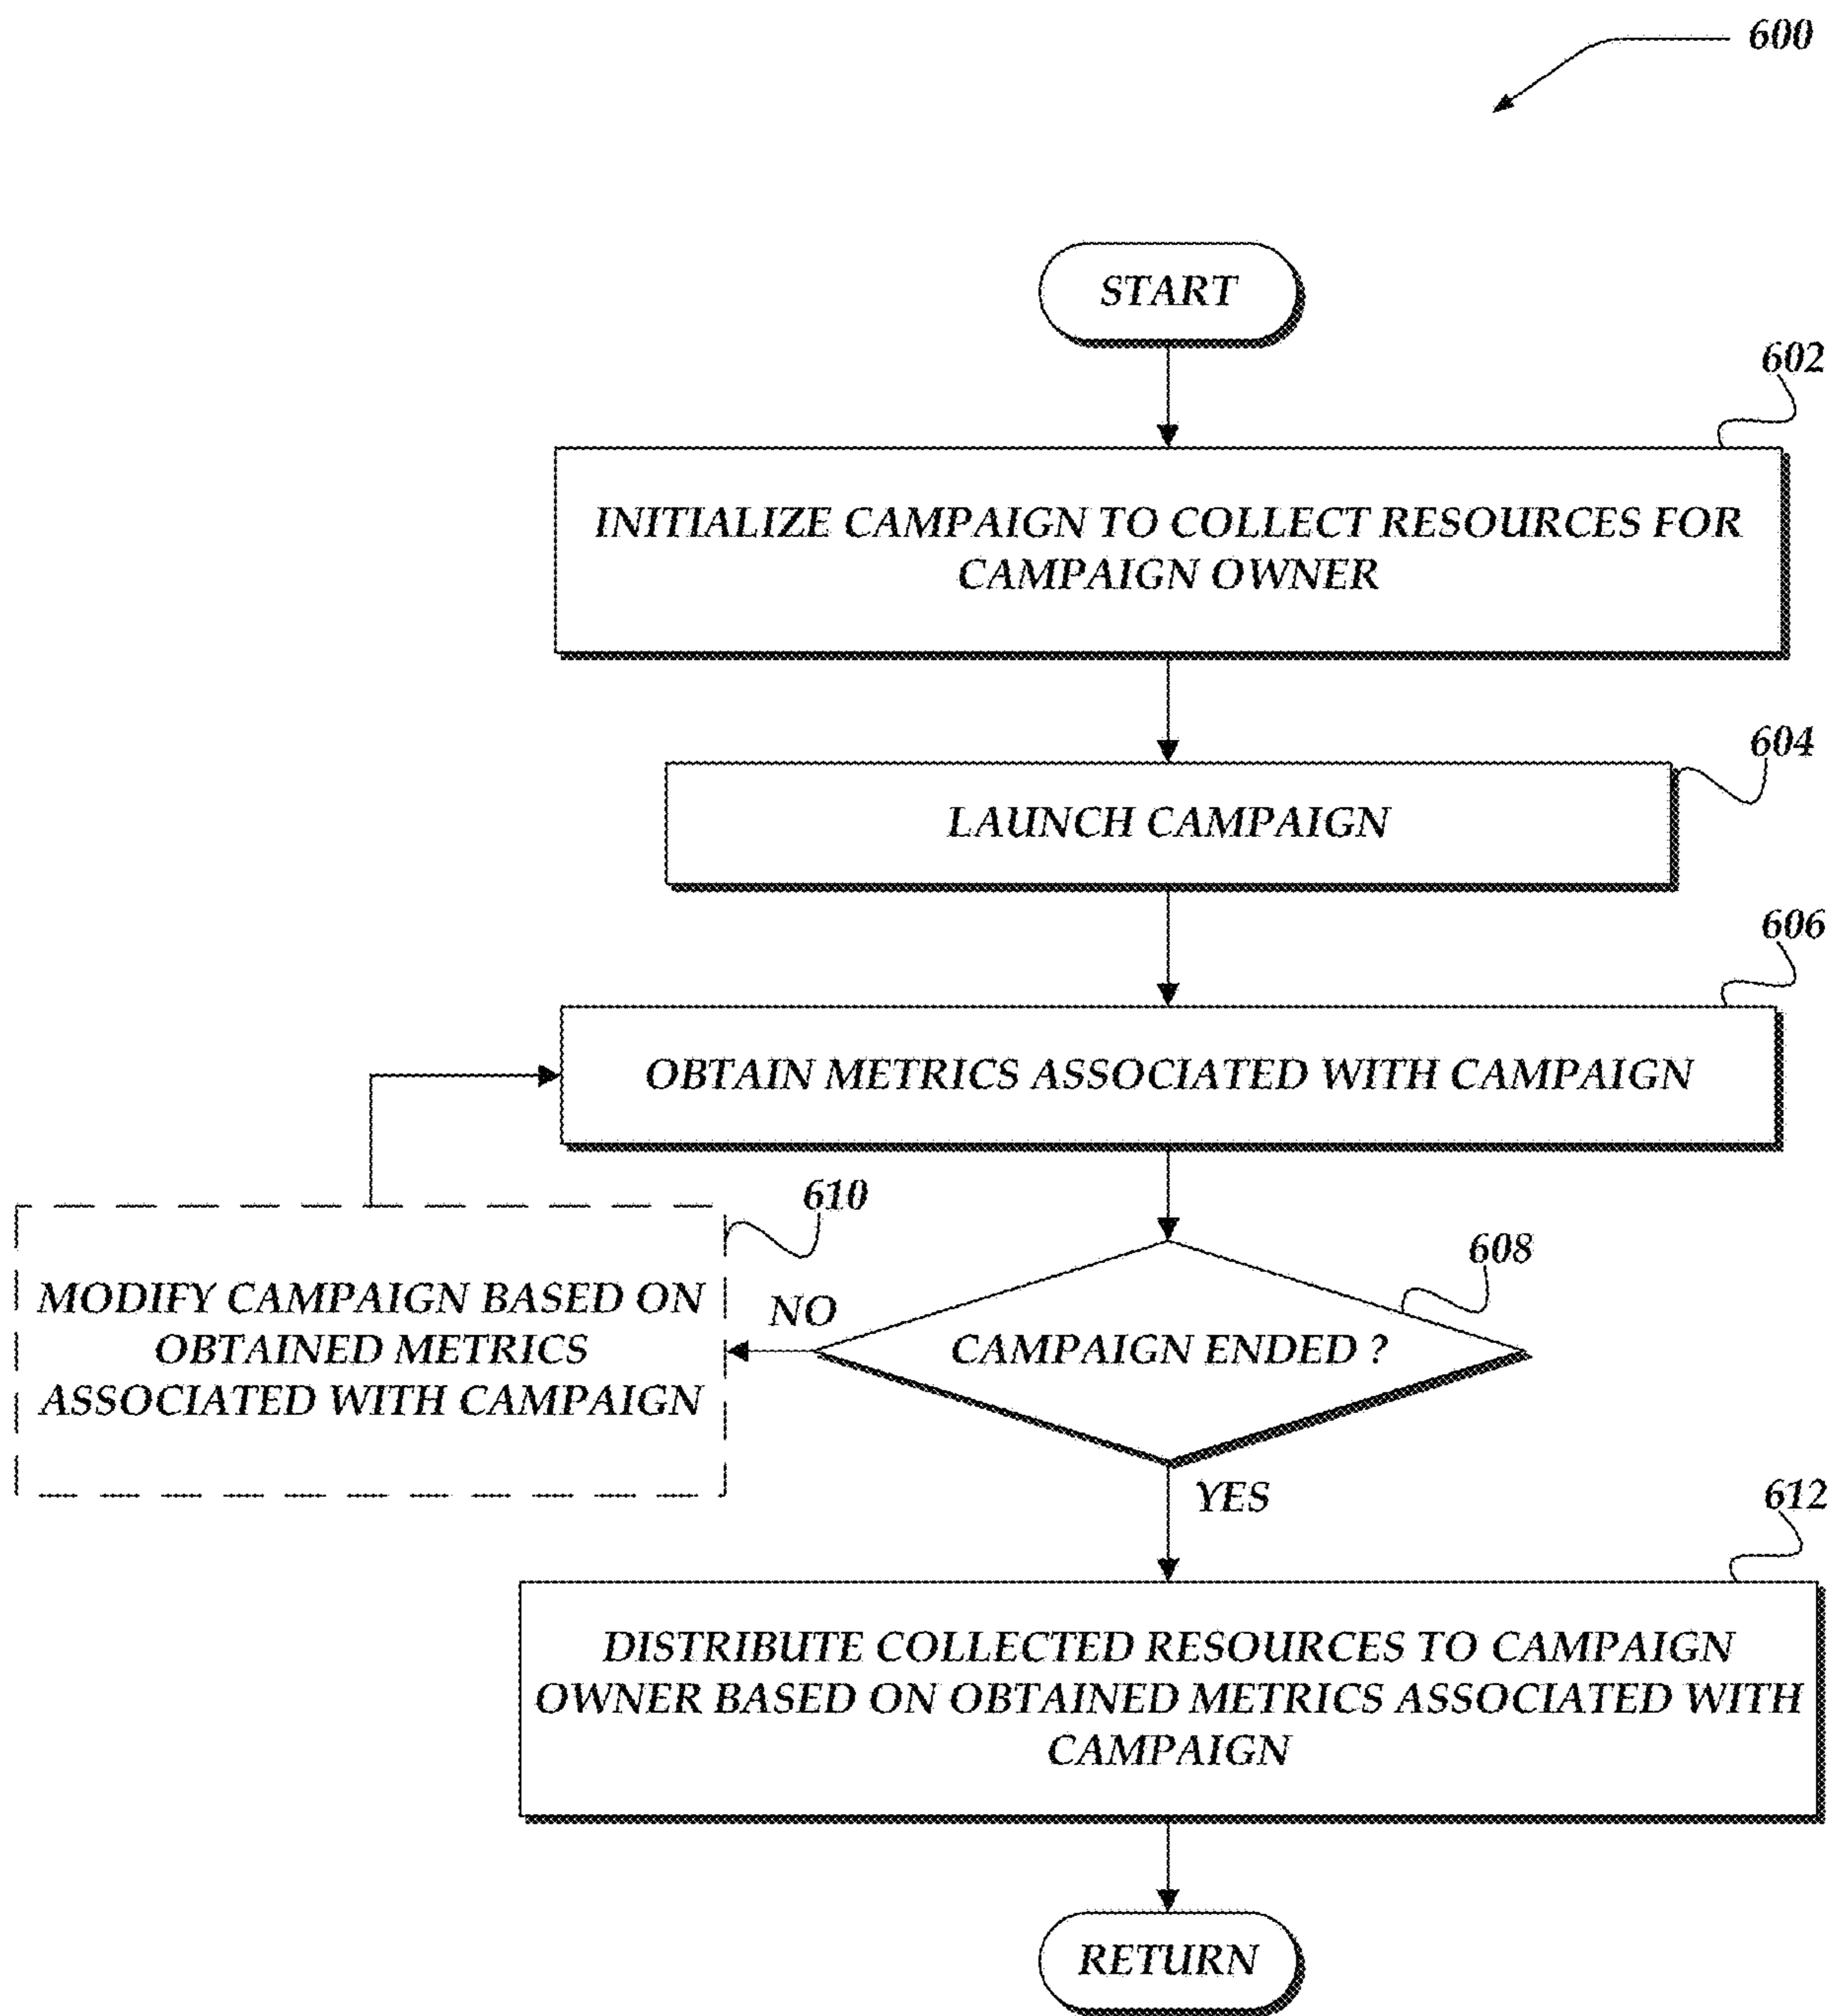 600
START
602
INITIALIZE CAMPAIGN TO COLLECT RESOURCES FOR
CAMPAIGN OWNER
604
LAUNCH CAMPAIGN
606
OBTAIN METRICS ASSOCIATED WITH CAMPAIGN
610
MODIFY CAMPAIGN BASED ON
OBTAINED METRICS
ASSOCIATED WITH CAMPAIGN
NO
608
CAMPAIGN ENDED ?
YES
612
DISTRIBUTE COLLECTED RESOURCES TO CAMPAIGN
OWNER BASED ON OBTAINED METRICS ASSOCIATED WITH
CAMPAIGN
RETURN